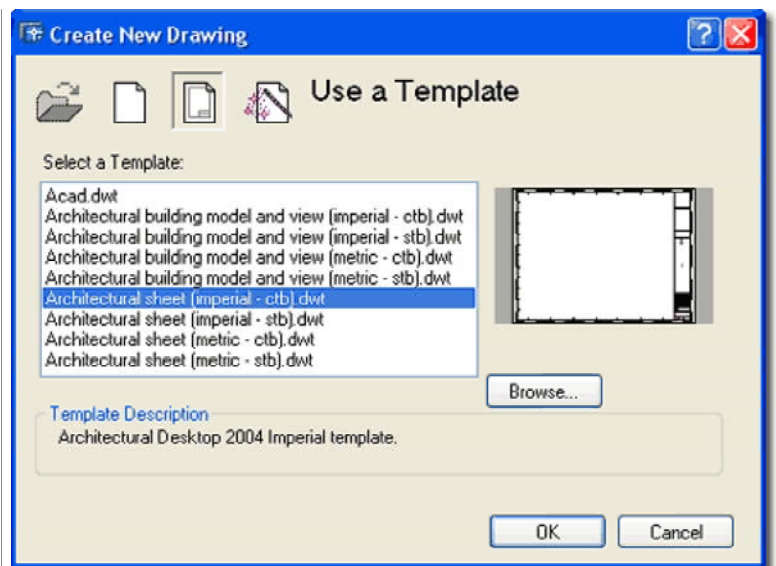 Create New Drawing
Use a Template
Select a Template:
Acad.dwt
Architectural building model and view (imperial - ctb).dwt
Architectural building model and view (imperial - stb).dwt
Architectural building model and view (metric - ctb).dwt
Architectural building model and view (metric - stb).dwt
Architectural sheet (imperial - ctb).dwt
Architectural sheet (imperial - stb).dwt
Architectural sheet (metric - ctb).dwt
Architectural sheet (metric - stb).dwt
Browse...
Template Description
Architectural Desktop 2004 Imperial template.
OK Cancel